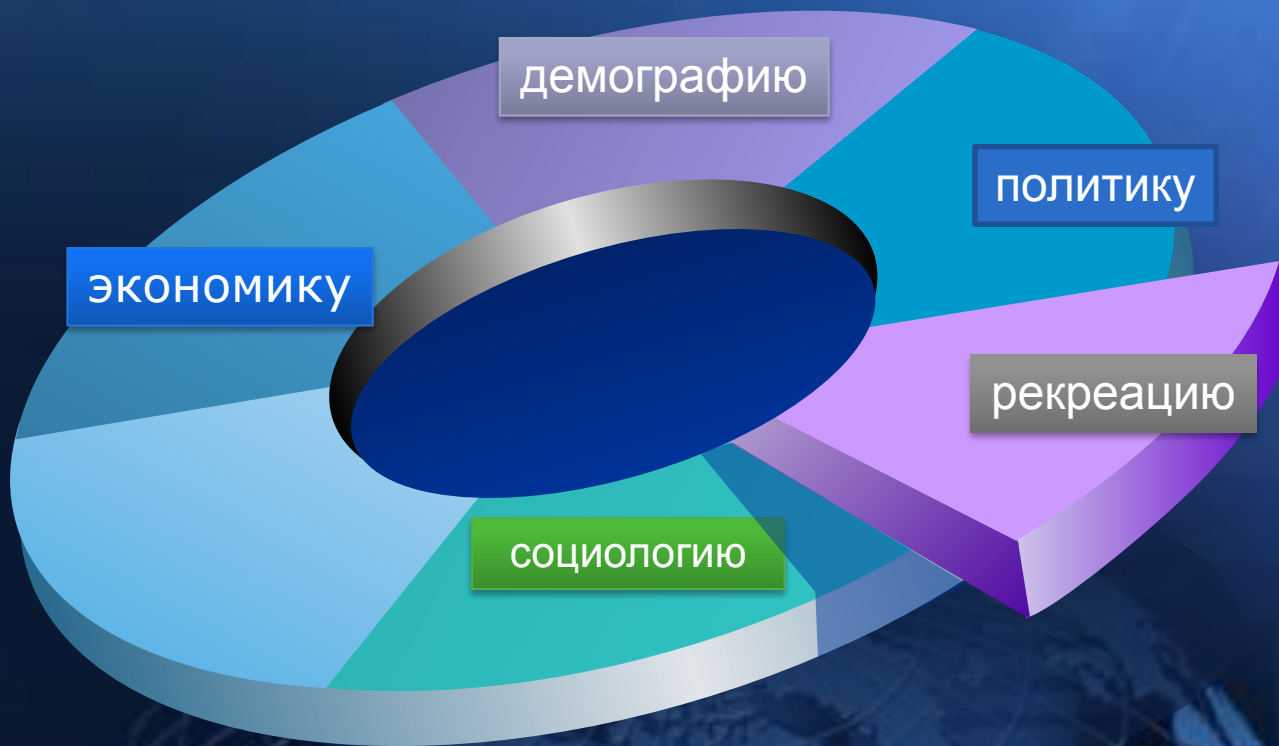 демографию
политику
экономику
рекреацию
социологию